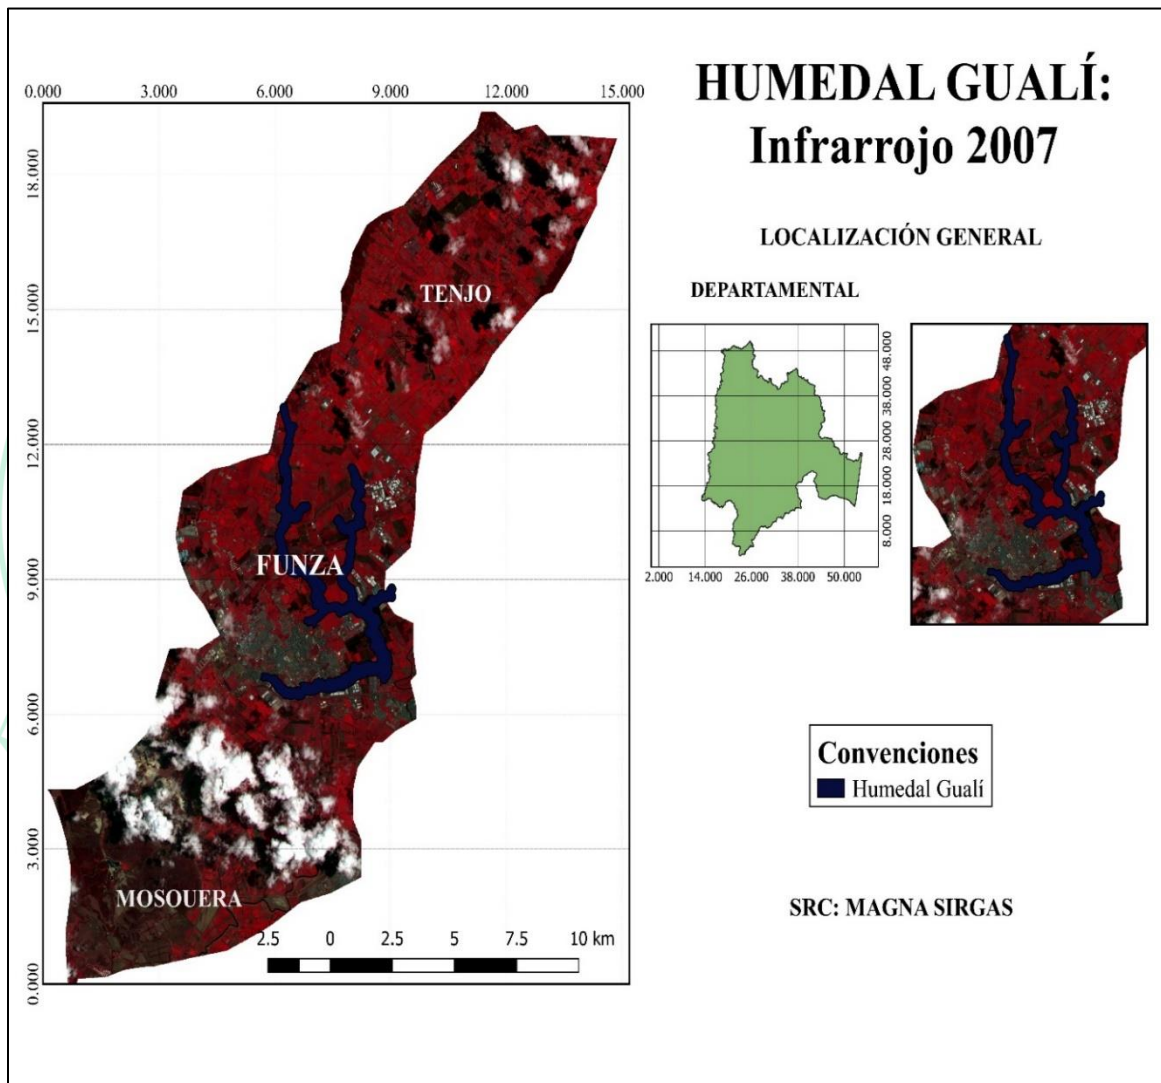 HUMEDAL GUALÍ:
Infrarrojo 2007
LOCALIZACIÓN GENERAL
DEPARTAMENTAL
0.000 3.000 6.000 9.000 12.000 15.000
18.000
15.000
12.000
9.000
6.000
3.000
0.000
TENJO
FUNZA
MOSOUERA
2.5 0 2.5 5 7.5 10 km
48.000
38.000
28.000
18.000
8.000
2.000 14.000 26.000 38.000 50.000
Convenciones
Humedal Gualí
SRC: MAGNA SIRGAS